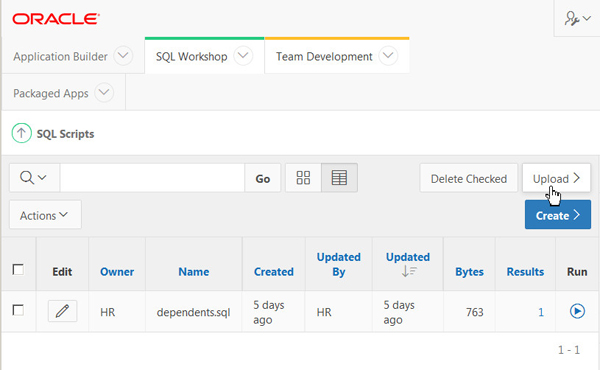 ORACLE
Application Builder
SQL Workshop
Team Development
Packaged Apps
SQL Scripts
Go
Delete Checked
Upload
Actions
Create
Edit Owner Name Created Updated By Updated Bytes Results Run
HR dependents.sql 5 days ago HR 5 days ago 763 1
1 - 1